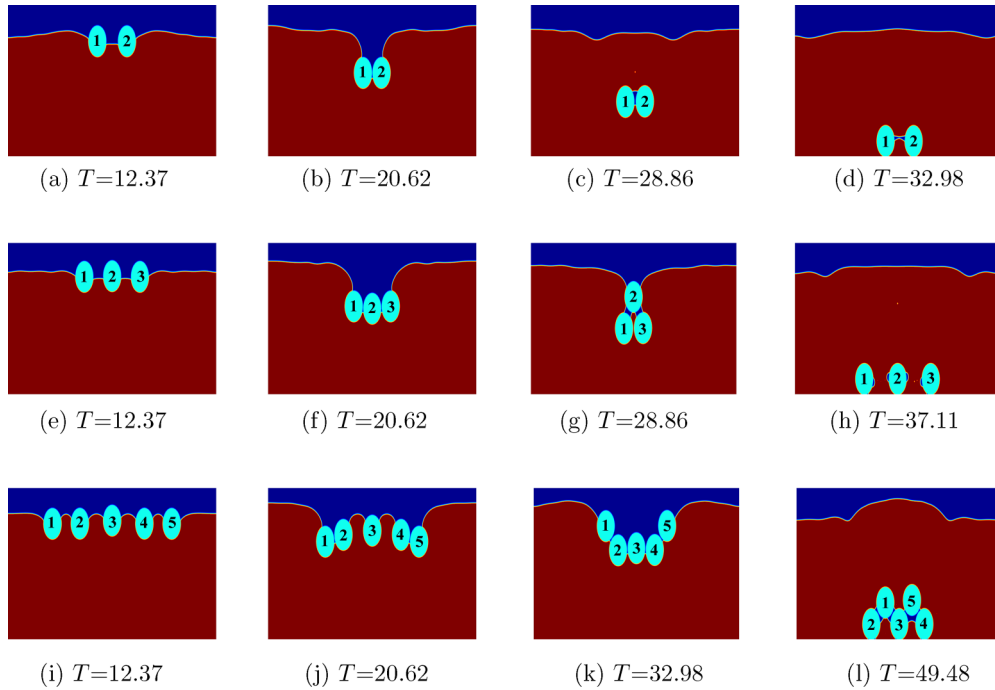 1 2
1 2
1 2
1 2
(a) T=12.37
(b) T=20.62
(c) T=28.86
(d) T=32.98
1 2 3
1 2 3
2
1 3
1 2 3
(e) T=12.37
(f) T=20.62
(g) T=28.86
(h) T=37.11
1 2 3 4 5
1 2 3 4 5
1 5
2 3 4
1 5
2 3 4
(i) T=12.37
(j) T=20.62
(k) T=32.98
(l) T=49.48